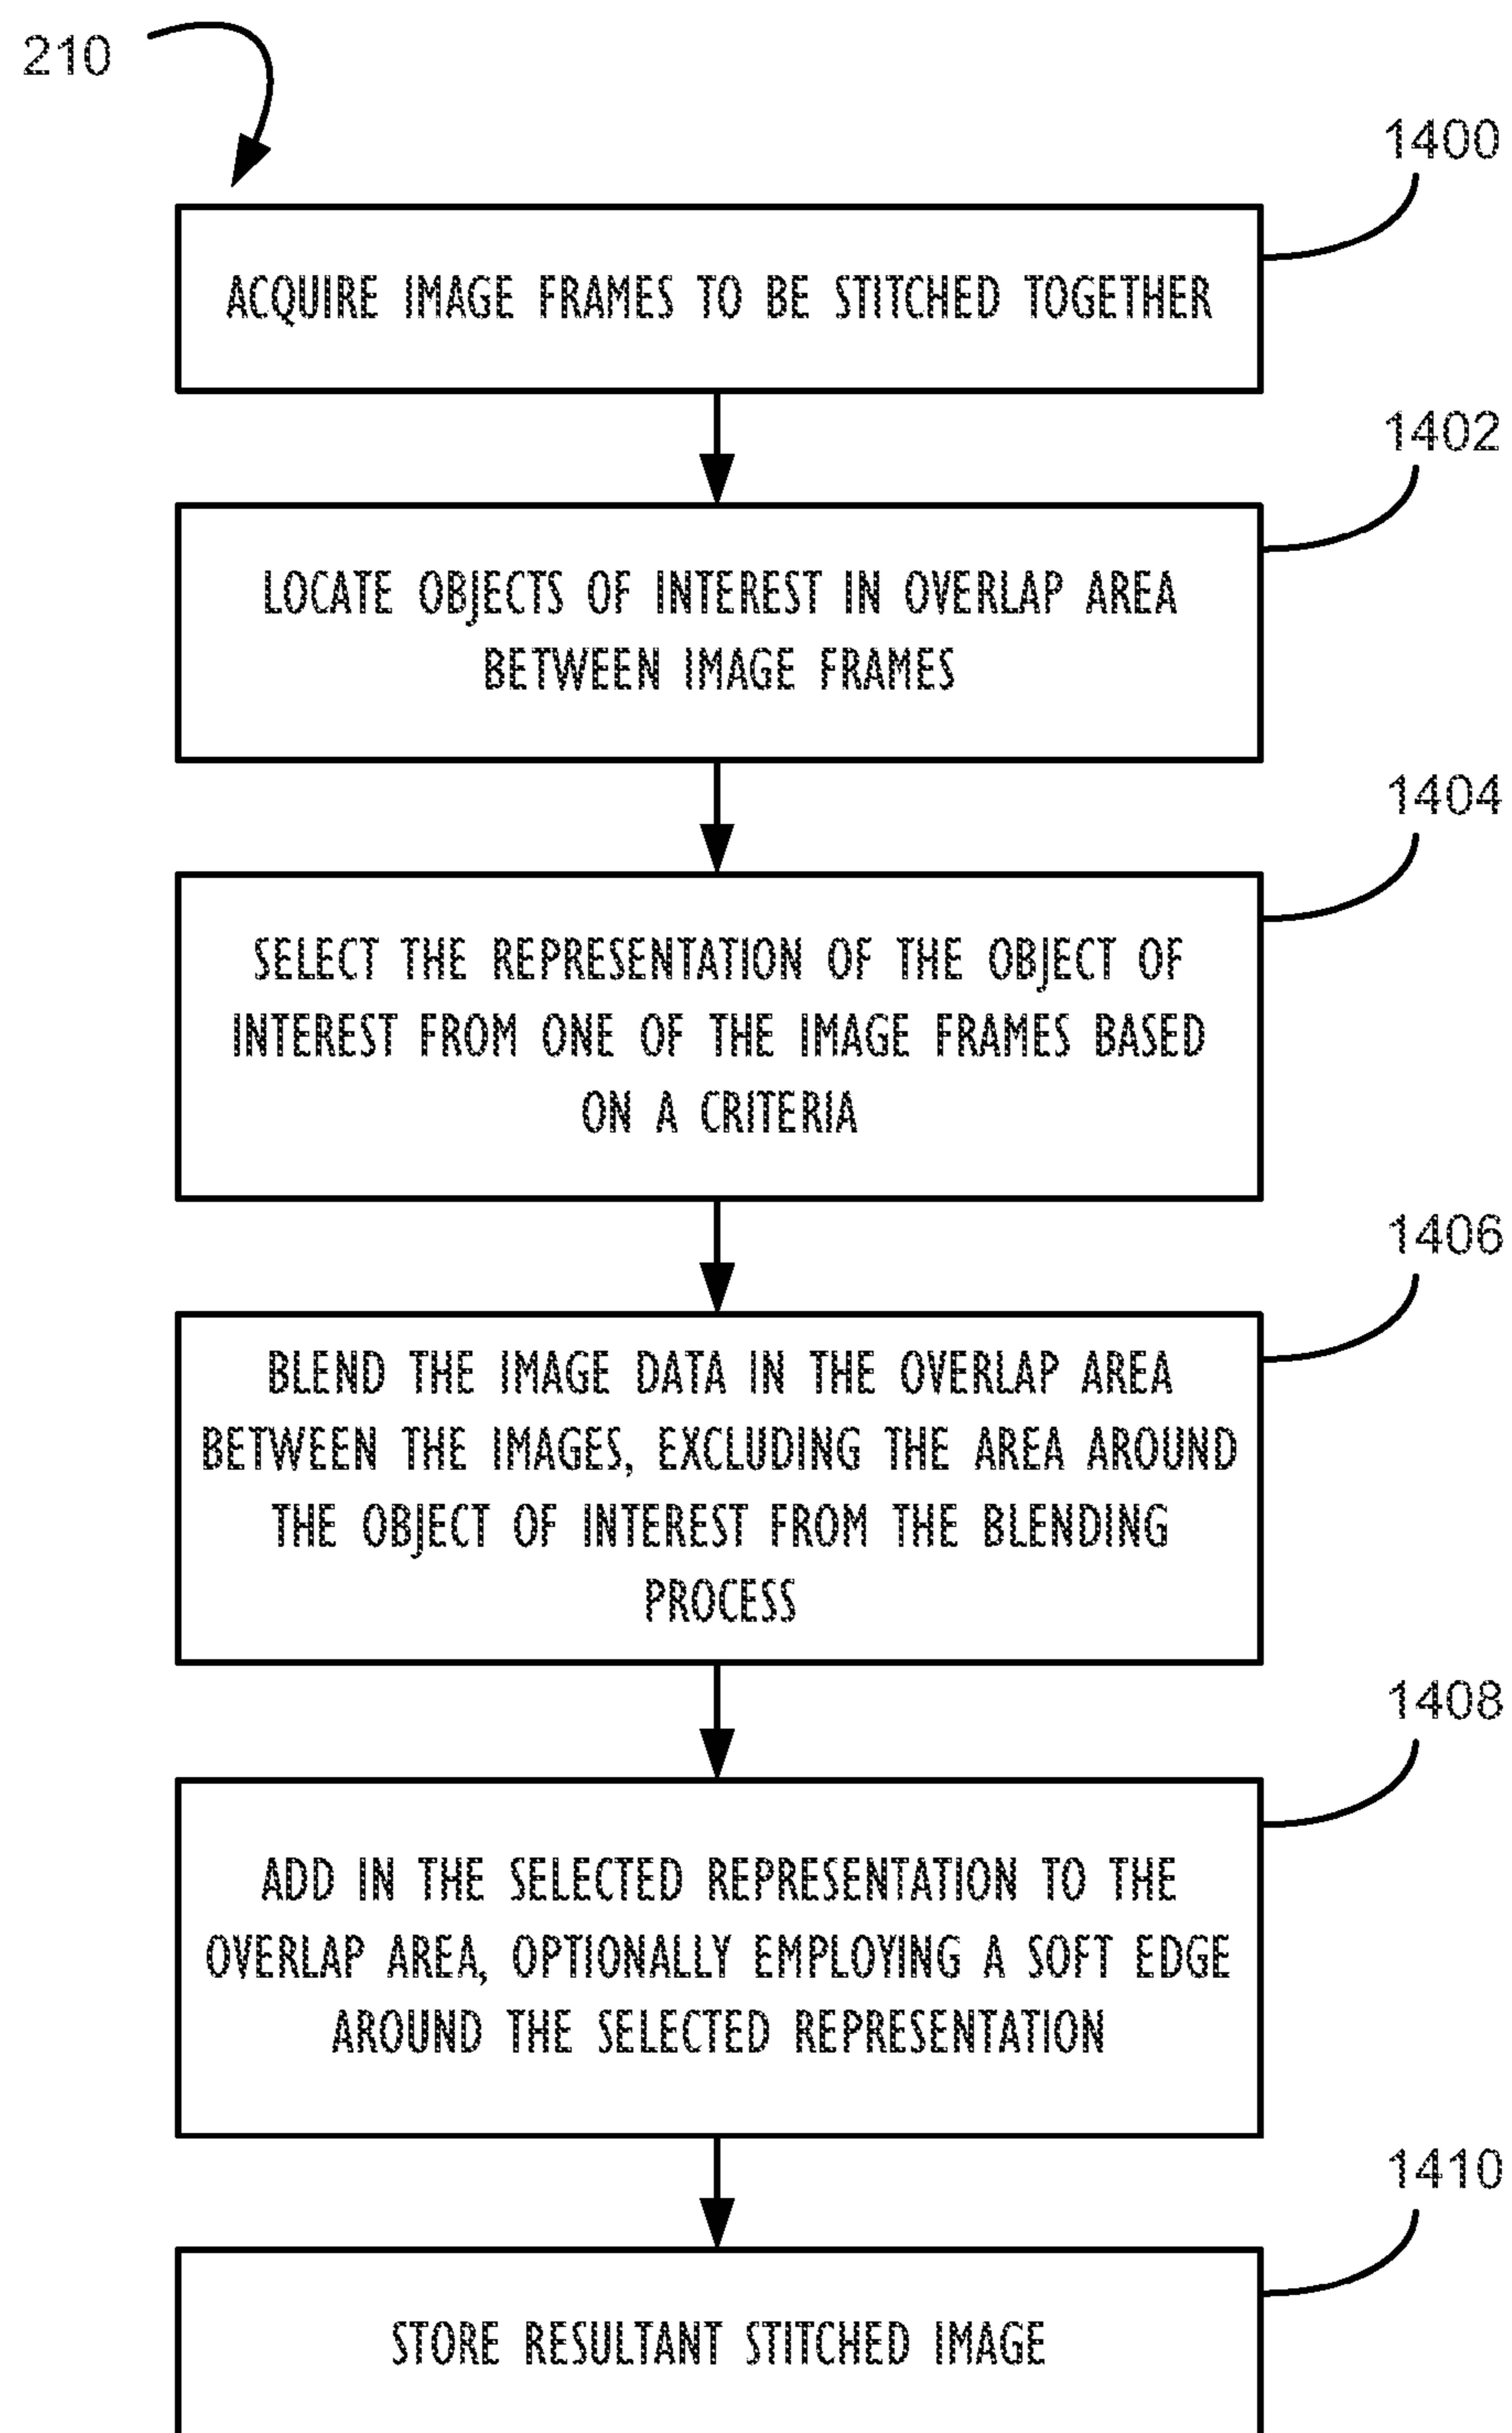 210
1400
ACQUIRE IMAGE FRAMES TO BE STITCHED TOGETHER
1402
LOCATE OBJECTS OF INTEREST IN OVERLAP AREA
BETWEEN IMAGE FRAMES
1404
SELECT THE REPRESENTATION OF THE OBJECT OF
INTEREST FROM ONE OF THE IMAGE FRAMES BASED
ON A CRITERIA
1406
BLEND THE IMAGE DATA IN THE OVERLAP AREA
BETWEEN THE IMAGES, EXCLUDING THE AREA AROUND
THE OBJECT OF INTEREST FROM THE BLENDING
PROCESS
1408
ADD IN THE SELECTED REPRESENTATION TO THE
OVERLAP AREA, OPTIONALLY EMPLOYING A SOFT EDGE
AROUND THE SELECTED REPRESENTATION
1410
STORE RESULTANT STITCHED IMAGE